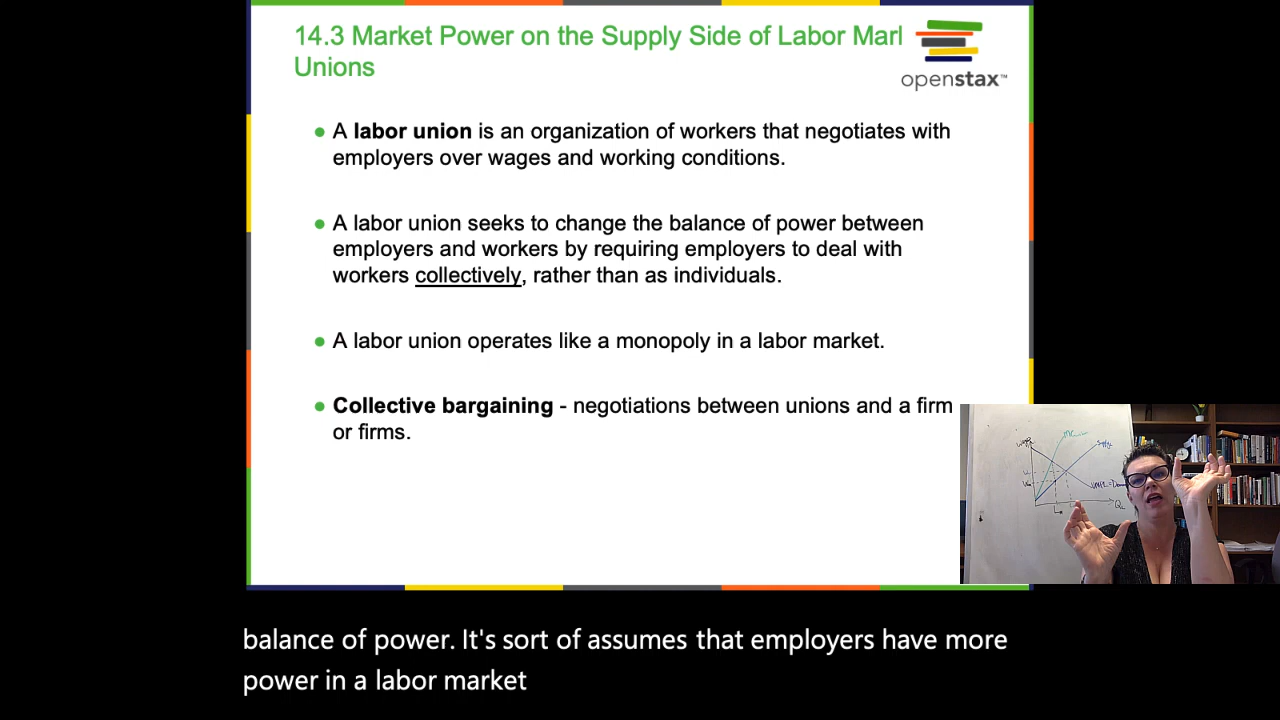 14.3 Market Power on the Supply Side of Labor Marl
Unions
openstax™
● A labor union is an organization of workers that negotiates with
employers over wages and working conditions.
● A labor union seeks to change the balance of power between
employers and workers by requiring employers to deal with
workers collectively, rather than as individuals.
● A labor union operates like a monopoly in a labor market.
● Collective bargaining - negotiations between unions and a firm
or firms.
Supply
balance of power. It's sort of assumes that employers have more
power in a labor market